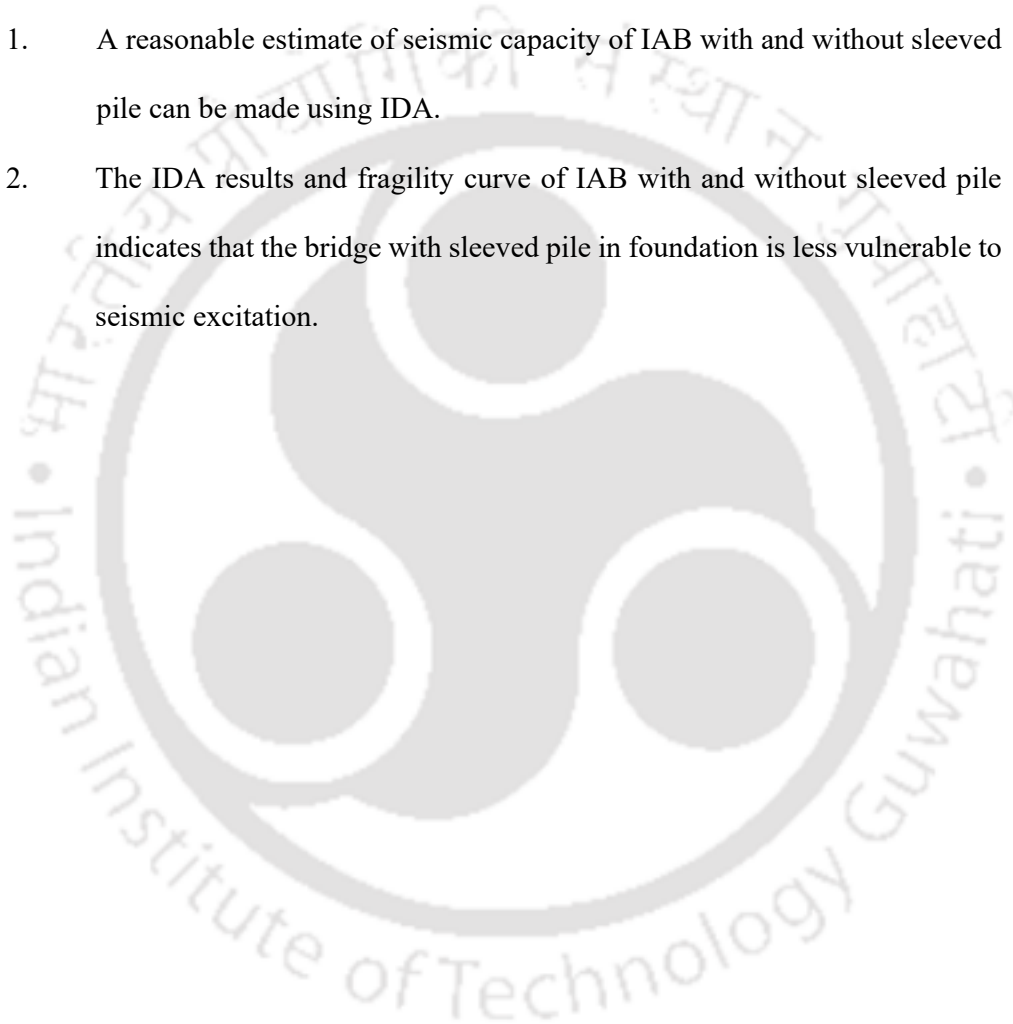 1. A reasonable estimate of seismic capacity of IAB with and without sleeved
pile can be made using IDA.
2. The IDA results and fragility curve of IAB with and without sleeved pile
indicates that the bridge with sleeved pile in foundation is less vulnerable to
seismic excitation.
भारतीय प्रौद्योगिकी संस्थान गुवाहाटी
Indian Institute of Technology Guwahati